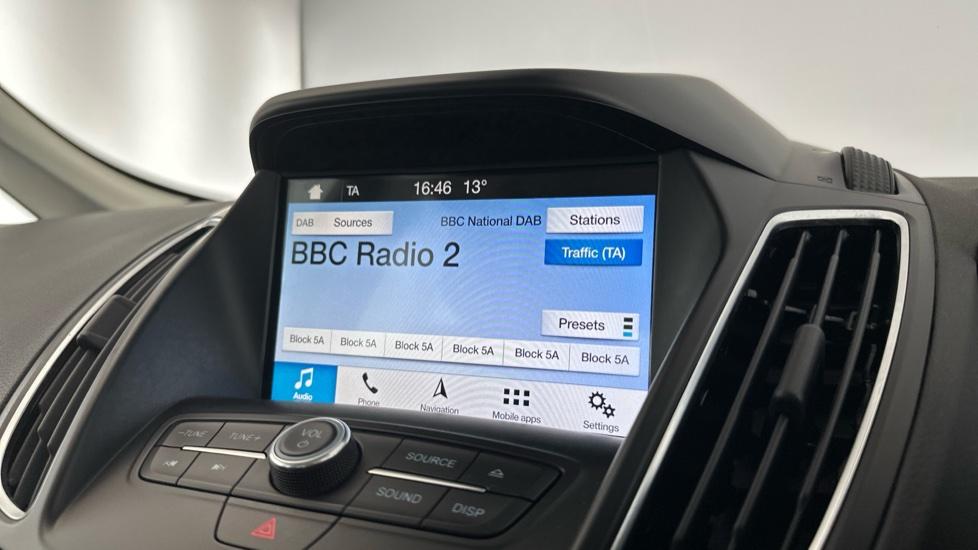 TA 16:46 13°
DAB Sources BBC National DAB Stations
BBC Radio 2 Traffic (TA)
Presets
Block 5A Block 5A Block 5A Block 5A Block 5A Block 5A
Audio Phone Navigation Mobile apps Settings
-TUNE TUNE+ VOL SOURCE
SOUND DISP